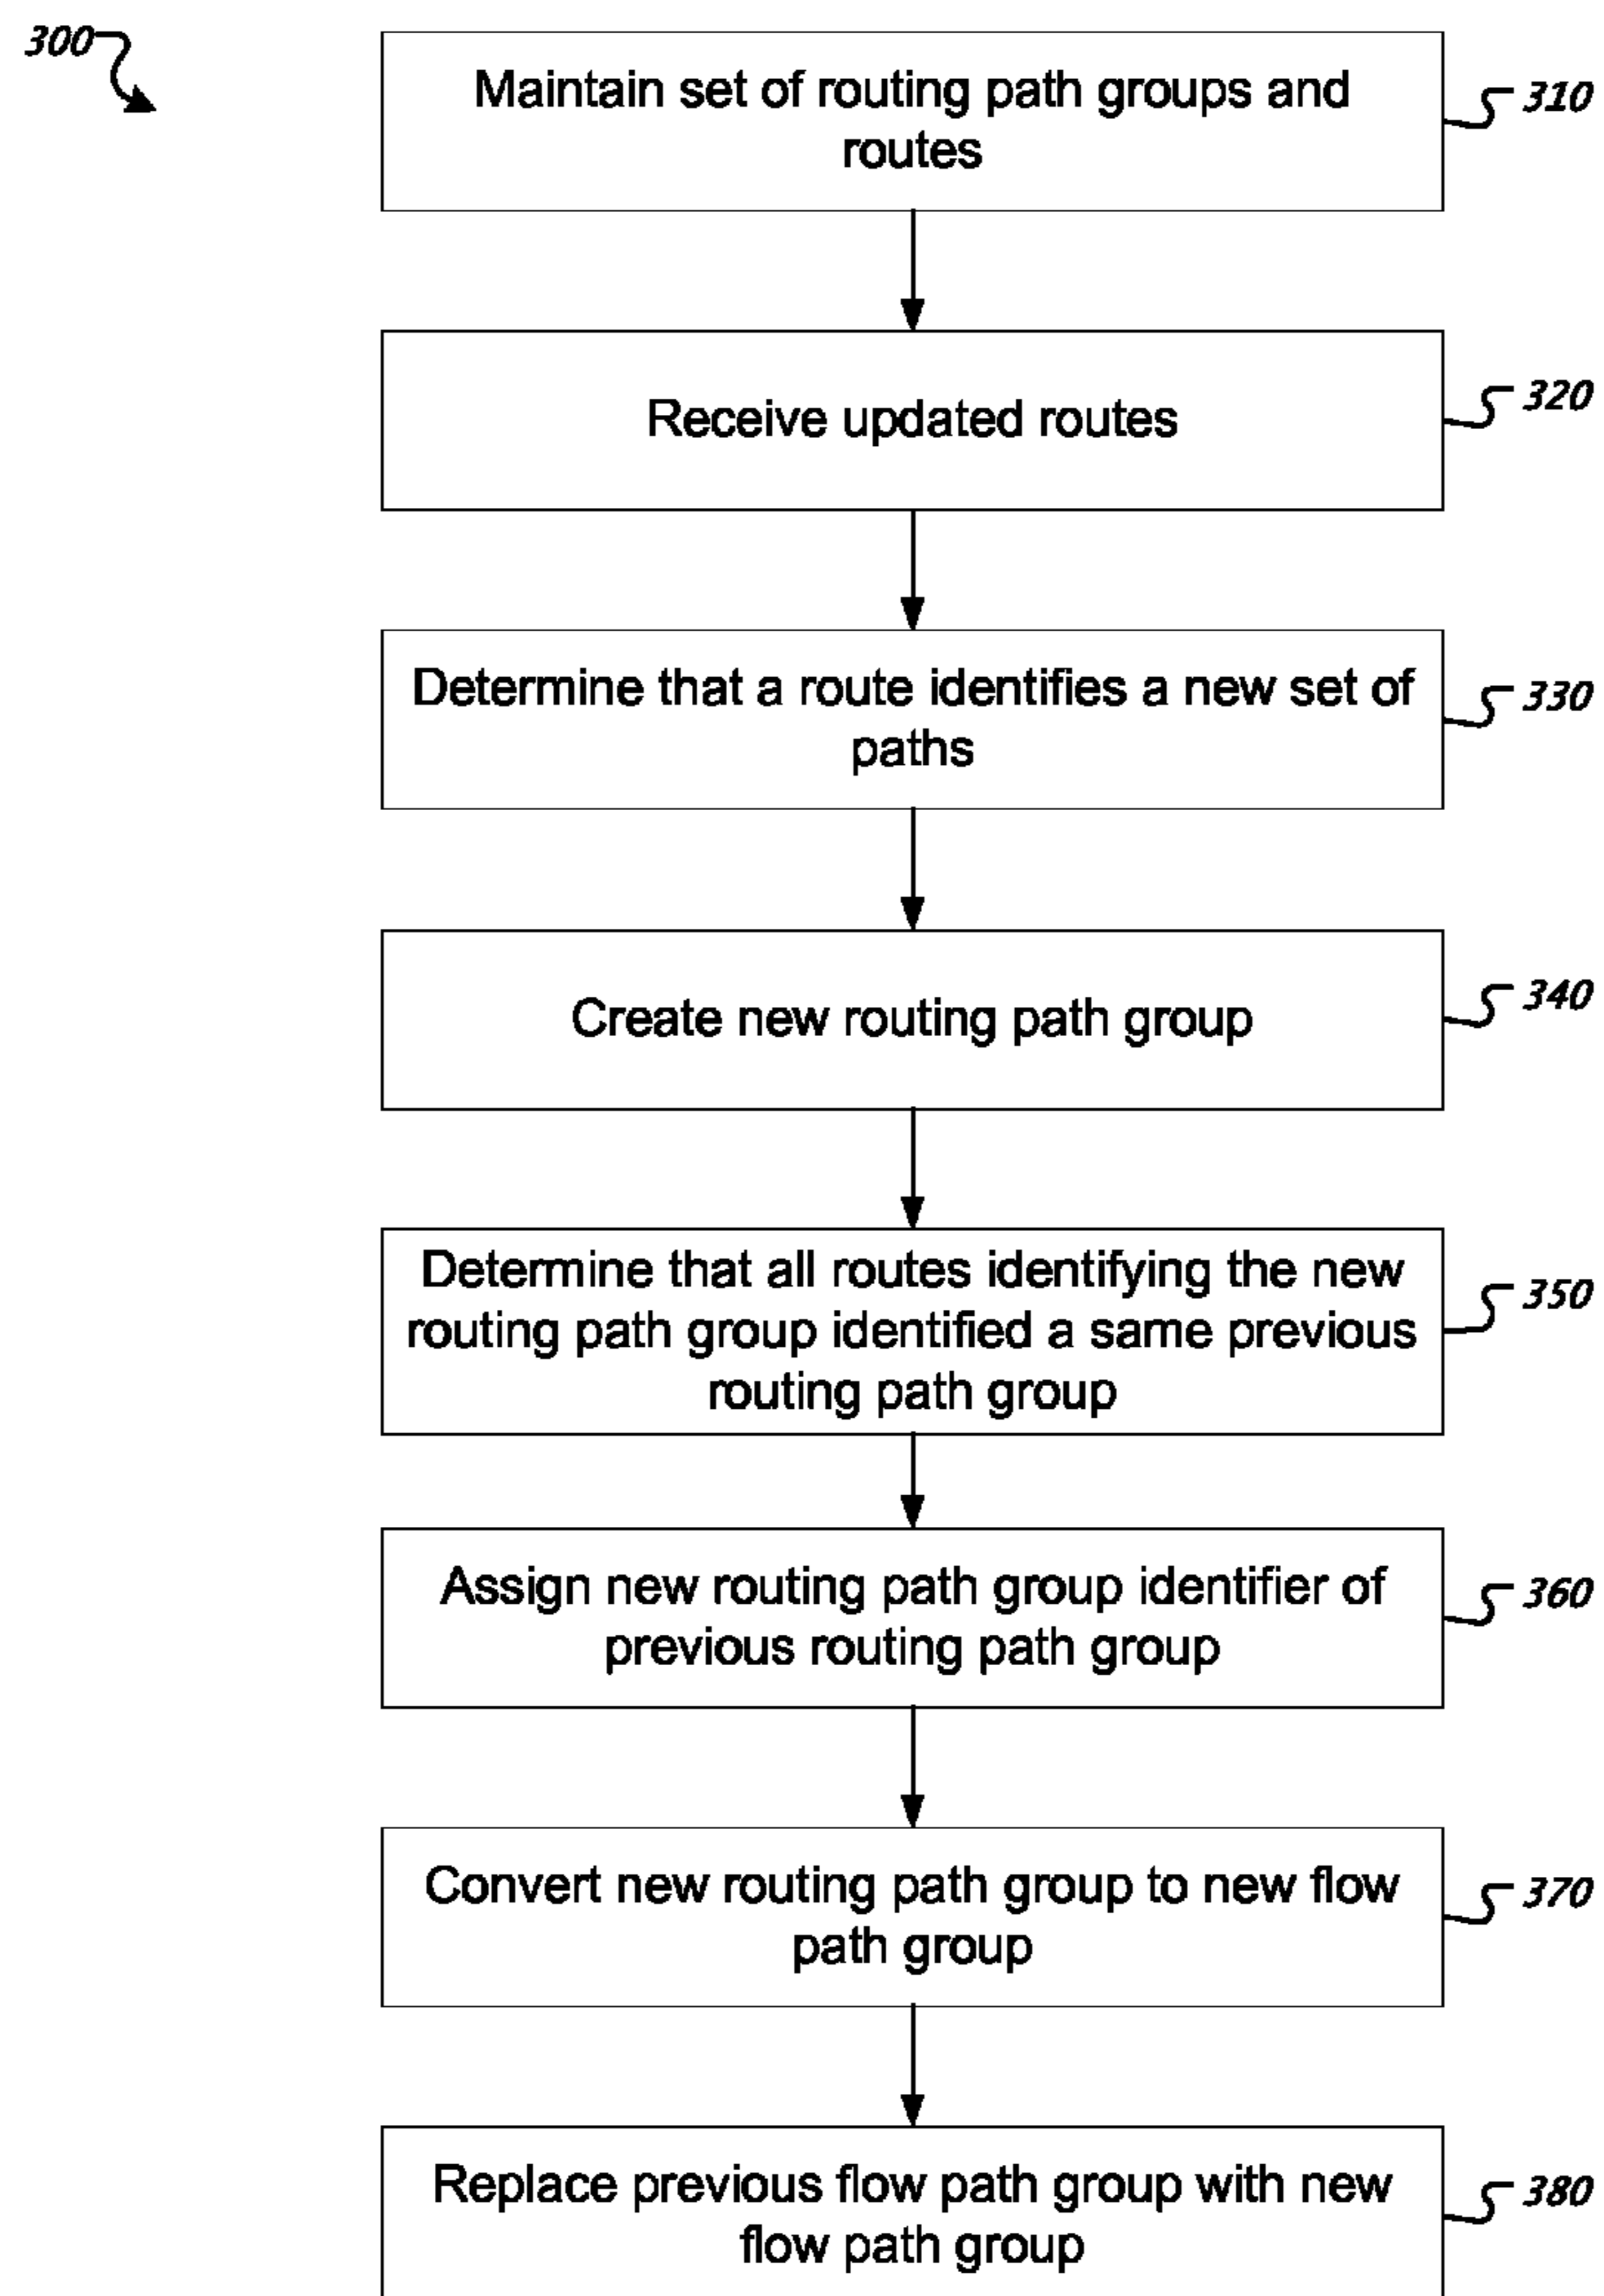 300
Maintain set of routing path groups and
routes
310
Receive updated routes
320
Determine that a route identifies a new set of
paths
330
Create new routing path group
340
Determine that all routes identifying the new
routing path group identified a same previous
routing path group
350
Assign new routing path group identifier of
previous routing path group
360
Convert new routing path group to new flow
path group
370
Replace previous flow path group with new
flow path group
380